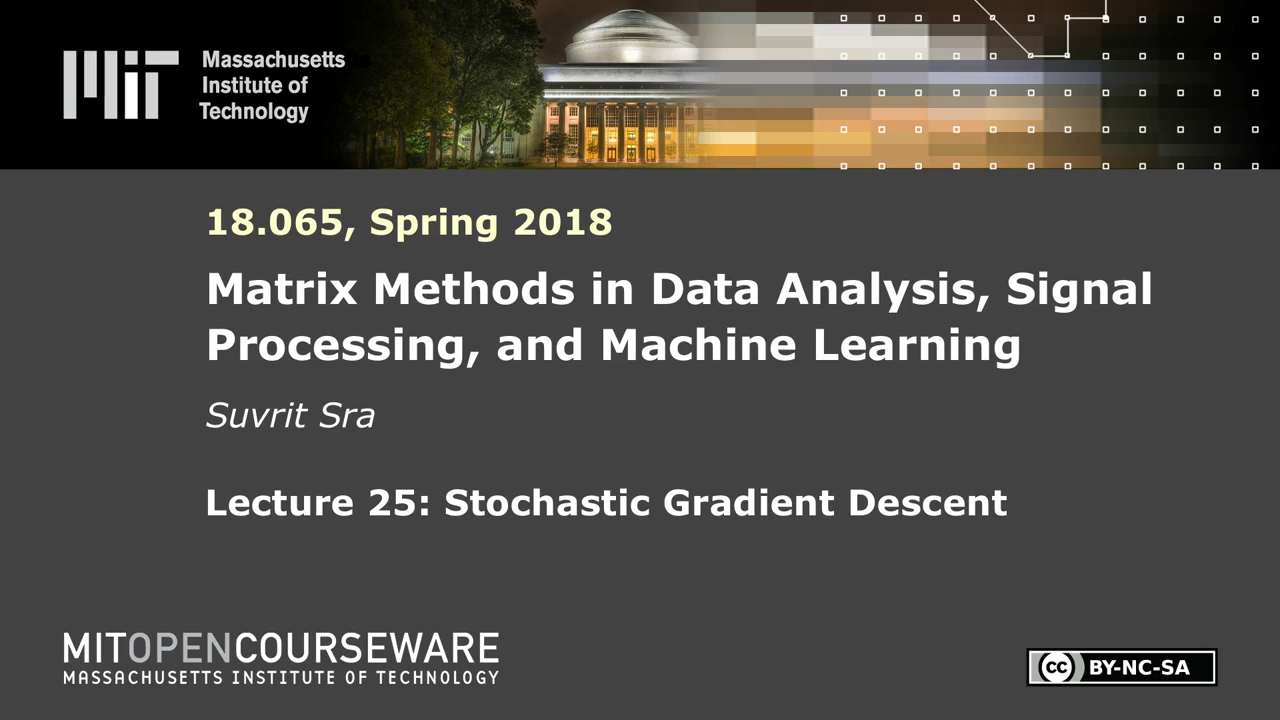 Massachusetts
Institute of
Technology
18.065, Spring 2018
Matrix Methods in Data Analysis, Signal
Processing, and Machine Learning
Suvrit Sra
Lecture 25: Stochastic Gradient Descent
MITOPENCOURSEWARE
MASSACHUSETTS INSTITUTE OF TECHNOLOGY
cc BY-NC-SA